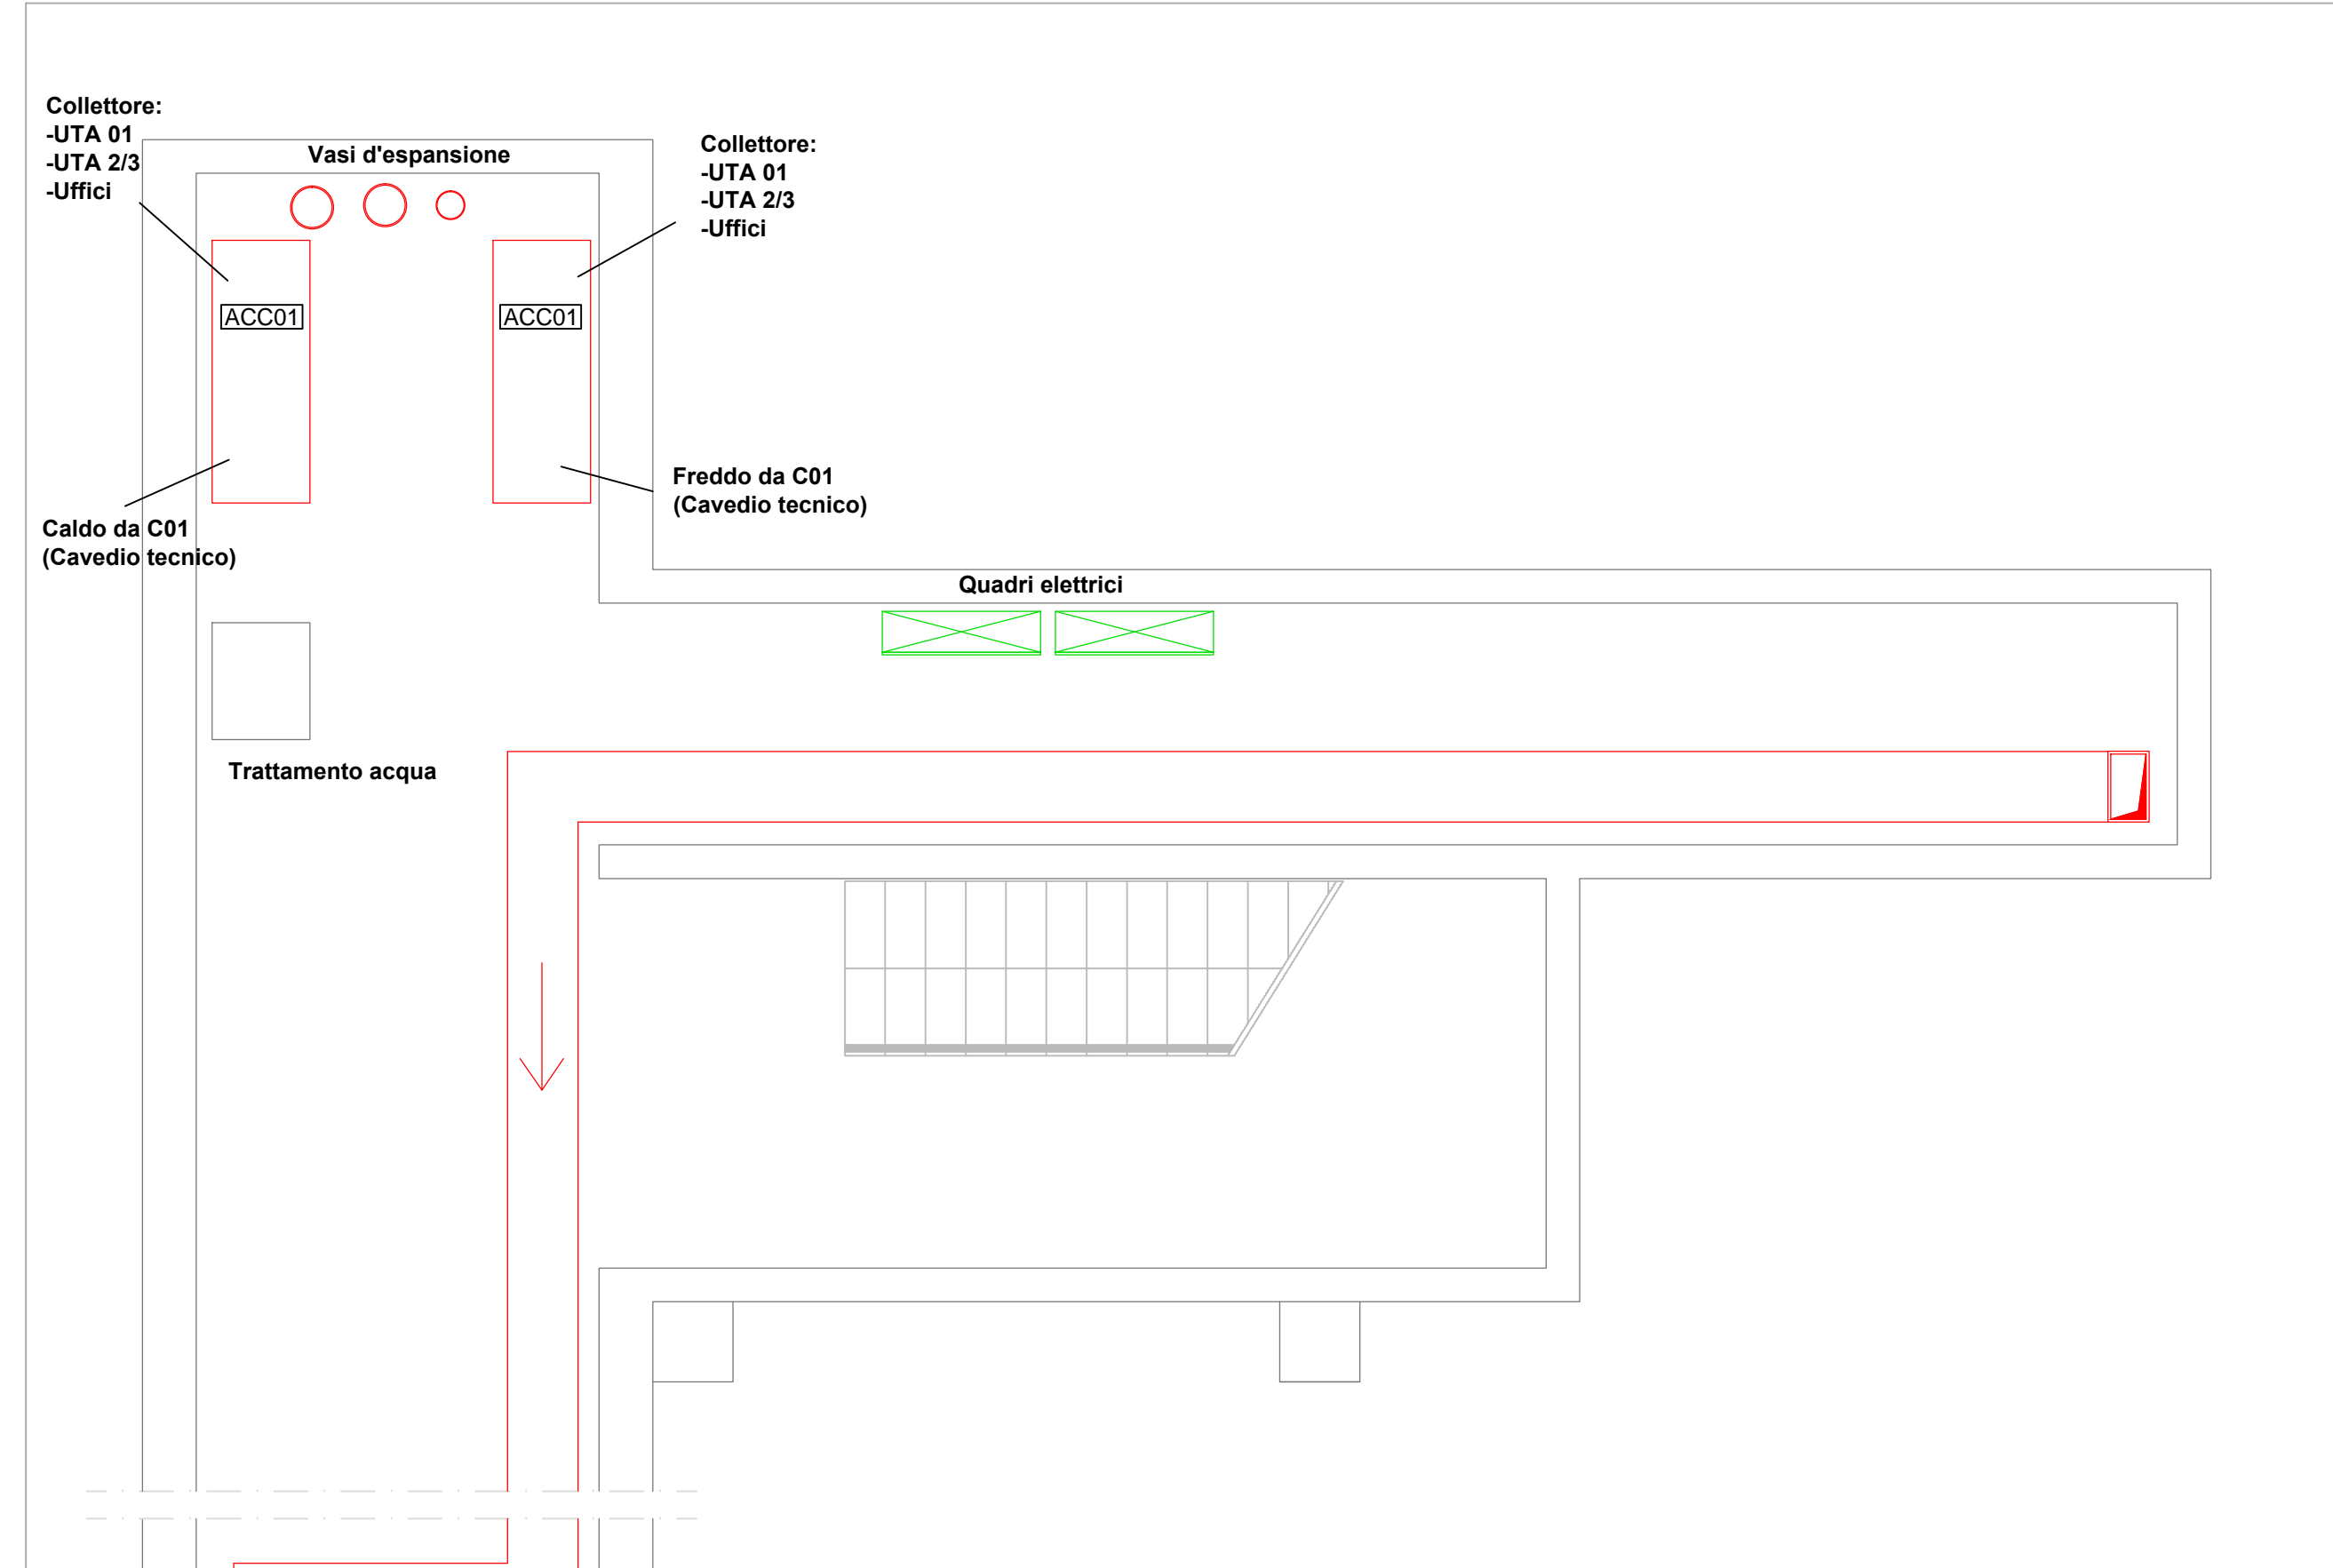 Collettore:
-UTA 01
-UTA 2/3
-Uffici
Vasi d'espansione
Collettore:
-UTA 01
-UTA 2/3
-Uffici
ACC01
ACC01
Freddo da C01
(Cavedio tecnico)
Caldo da C01
(Cavedio tecnico)
Quadri elettrici
Trattamento acqua